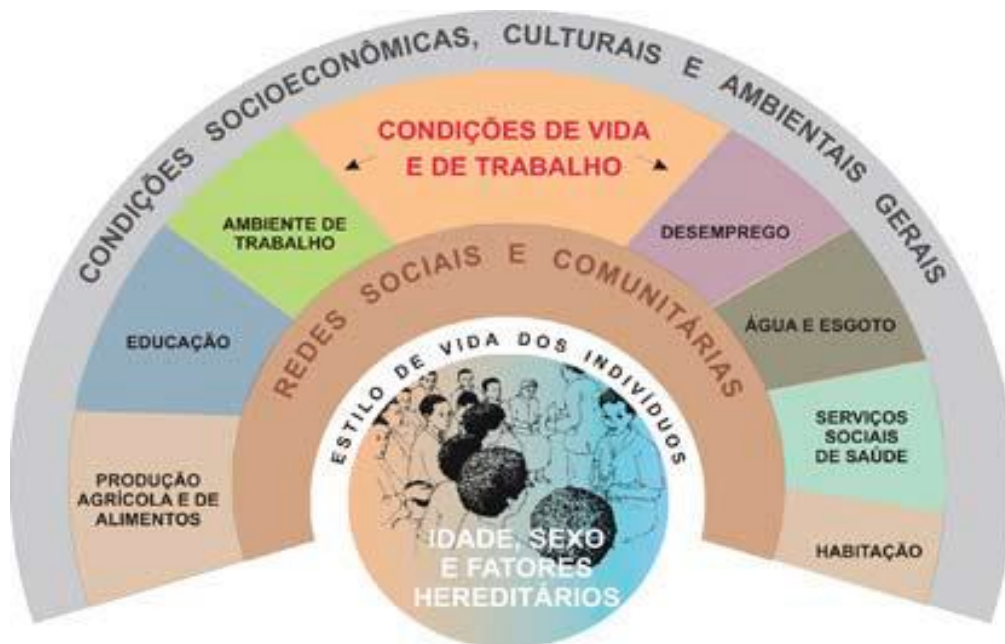 CONDIÇÕES SOCIOECONÔMICAS, CULTURAIS E AMBIENTAIS GERAIS
CONDIÇÕES DE VIDA
E DE TRABALHO
AMBIENTE DE
TRABALHO
DESEMPREGO
EDUCAÇÃO
ÁGUA E ESGOTO
PRODUÇÃO
AGRÍCOLA E DE
ALIMENTOS
SERVIÇOS
SOCIAIS
DE SAÚDE
HABITAÇÃO
REDES SOCIAIS E COMUNITÁRIAS
ESTILO DE VIDA DOS INDIVÍDUOS
IDADE, SEXO
E FATORES
HEREDITÁRIOS